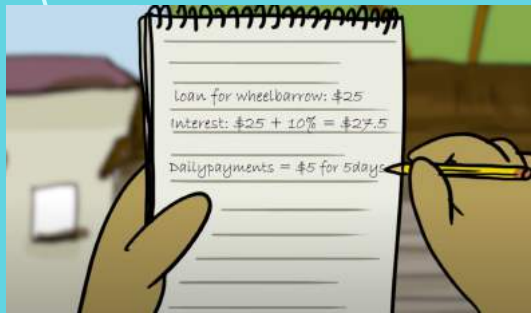 loan for wheelbarrow: $25
Interest: $25 + 10% = $27.5
Dailypayments = $5 for 5days